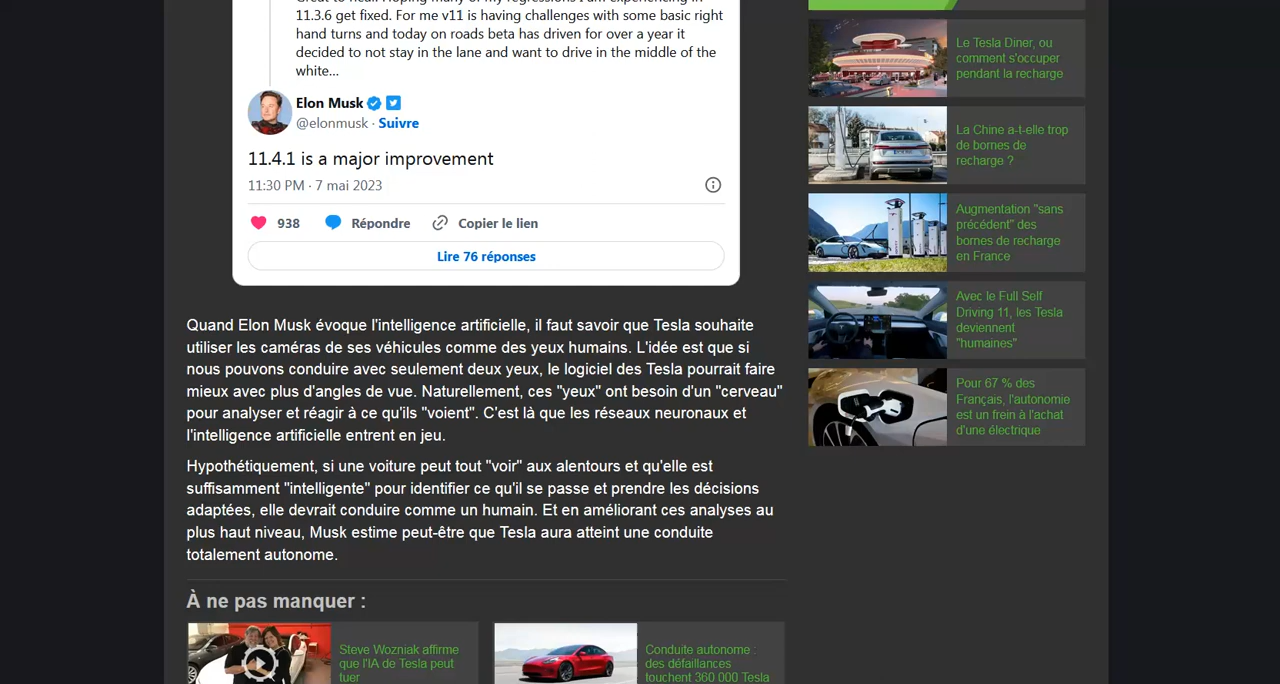 11.3.6 get fixed. For me v11 is having challenges with some basic right
hand turns and today on roads beta has driven for over a year it
decided to not stay in the lane and want to drive in the middle of the
white...
Elon Musk
@elonmusk · Suivre
11.4.1 is a major improvement
11:30 PM · 7 mai 2023
938 Répondre Copier le lien
Lire 76 réponses
Quand Elon Musk évoque l'intelligence artificielle, il faut savoir que Tesla souhaite
utiliser les caméras de ses véhicules comme des yeux humains. L'idée est que si
nous pouvons conduire avec seulement deux yeux, le logiciel des Tesla pourrait faire
mieux avec plus d'angles de vue. Naturellement, ces "yeux" ont besoin d'un "cerveau"
pour analyser et réagir à ce qu'ils "voient". C'est là que les réseaux neuronaux et
l'intelligence artificielle entrent en jeu.
Hypothétiquement, si une voiture peut tout "voir" aux alentours et qu'elle est
suffisamment "intelligente" pour identifier ce qu'il se passe et prendre les décisions
adaptées, elle devrait conduire comme un humain. Et en améliorant ces analyses au
plus haut niveau, Musk estime peut-être que Tesla aura atteint une conduite
totalement autonome.
À ne pas manquer :
Steve Wozniak affirme
que l'IA de Tesla peut
tuer
Conduite autonome :
des défaillances
touchent 360 000 Tesla
Le Tesla Diner, ou
comment s'occuper
pendant la recharge
La Chine a-t-elle trop
de bornes de
recharge ?
Augmentation "sans
précédent" des
bornes de recharge
en France
Avec le Full Self
Driving 11, les Tesla
deviennent
"humaines"
Pour 67 % des
Français, l'autonomie
est un frein à l'achat
d'une électrique